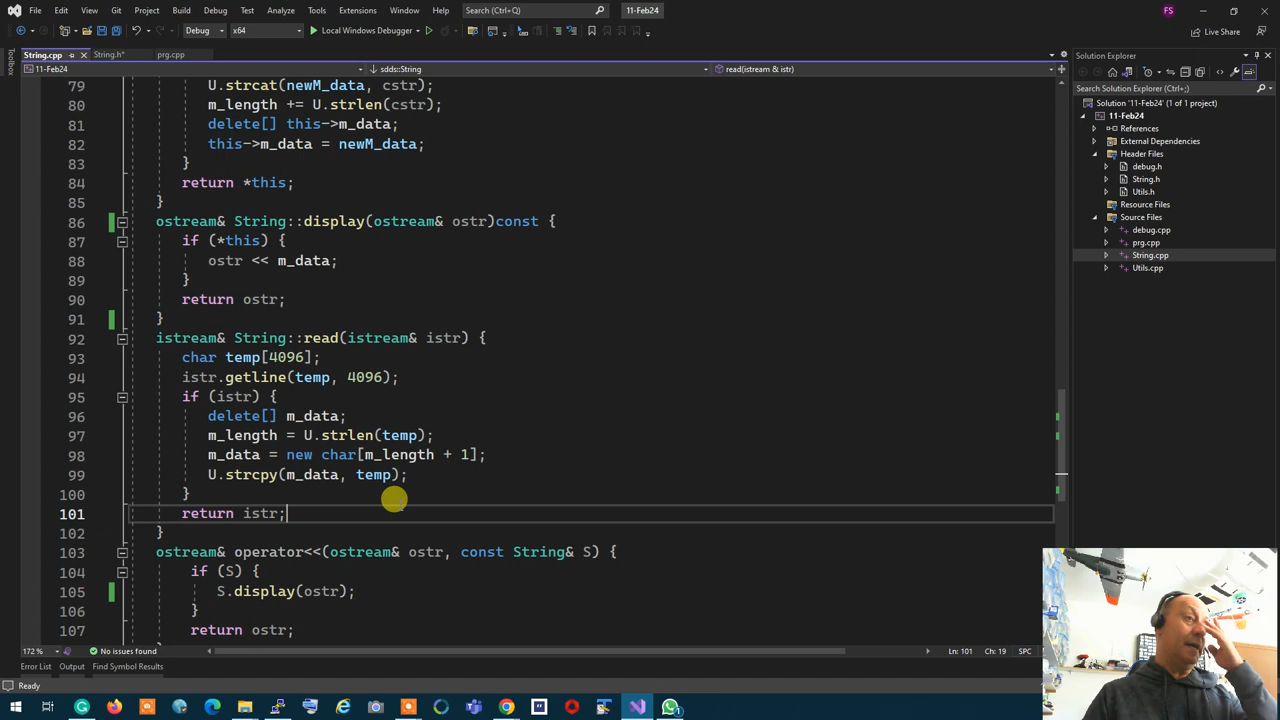 File Edit View Git Project Build Debug Test Analyze Tools Extensions Window Help Search (Ctrl+Q) 11-Feb24 FS
Debug x64 Local Windows Debugger Live Share
String.cpp String.h* prg.cpp
11-Feb24 sdds::String read(istream & istr)
79 U.strcat(newM_data, cstr);
80 m_length += U.strlen(cstr);
81 delete[] this->m_data;
82 this->m_data = newM_data;
83 }
84 return *this;
85 }
86 ostream& String::display(ostream& ostr)const {
87 if (*this) {
88 ostr << m_data;
89 }
90 return ostr;
91 }
92 istream& String::read(istream& istr) {
93 char temp[4096];
94 istr.getline(temp, 4096);
95 if (istr) {
96 delete[] m_data;
97 m_length = U.strlen(temp);
98 m_data = new char[m_length + 1];
99 U.strcpy(m_data, temp);
100 }
101 return istr;
102 }
103 ostream& operator<<(ostream& ostr, const String& S) {
104 if (S) {
105 S.display(ostr);
106 }
107 return ostr;
172 % No issues found Ln: 101 Ch: 19 SPC
Error List Output Find Symbol Results
Ready
Toolbox
Solution Explorer
Search Solution Explorer (Ctrl+;)
Solution '11-Feb24' (1 of 1 project)
11-Feb24
References
External Dependencies
Header Files
debug.h
String.h
Utils.h
Resource Files
Source Files
debug.cpp
prg.cpp
String.cpp
Utils.cpp